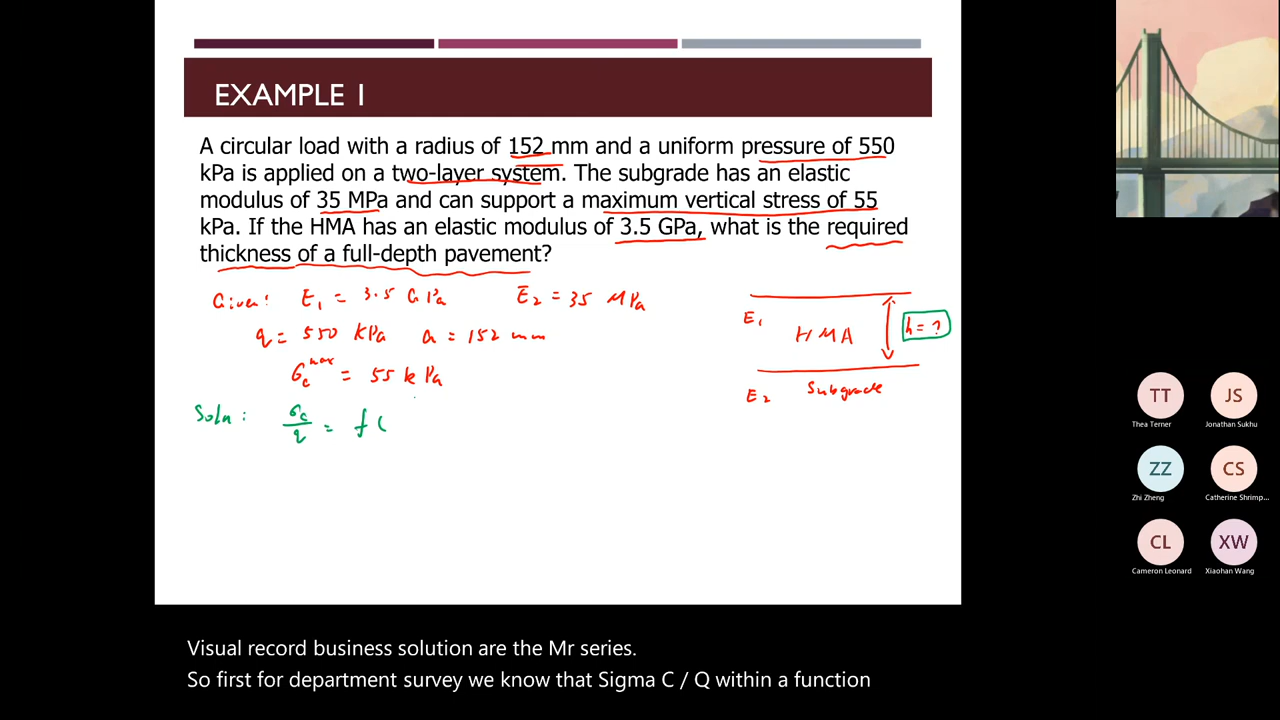 EXAMPLE I
A circular load with a radius of 152 mm and a uniform pressure of 550
kPa is applied on a two-layer system. The subgrade has an elastic
modulus of 35 MPa and can support a maximum vertical stress of 55
kPa. If the HMA has an elastic modulus of 3.5 GPa, what is the required
thickness of a full-depth pavement?
Given: E₁ = 3.5 GPa E₂ = 35 MPa
q = 550 kPa a = 152 mm
σc^max = 55 kPa
Soln: σc/q = f(
E₁ HMA h = ?
E₂ Subgrade
TT JS
Thea Terner Jonathan Sukhu
ZZ CS
Zhi Zheng Catherine Shrimp...
CL XW
Cameron Leonard Xiaohan Wang
Visual record business solution are the Mr series.
So first for department survey we know that Sigma C / Q within a function